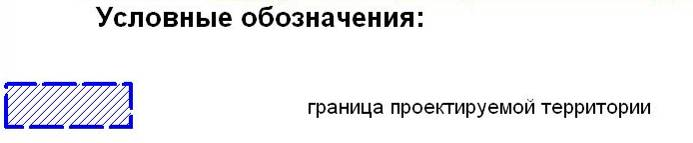 Условные обозначения:
граница проектируемой территории